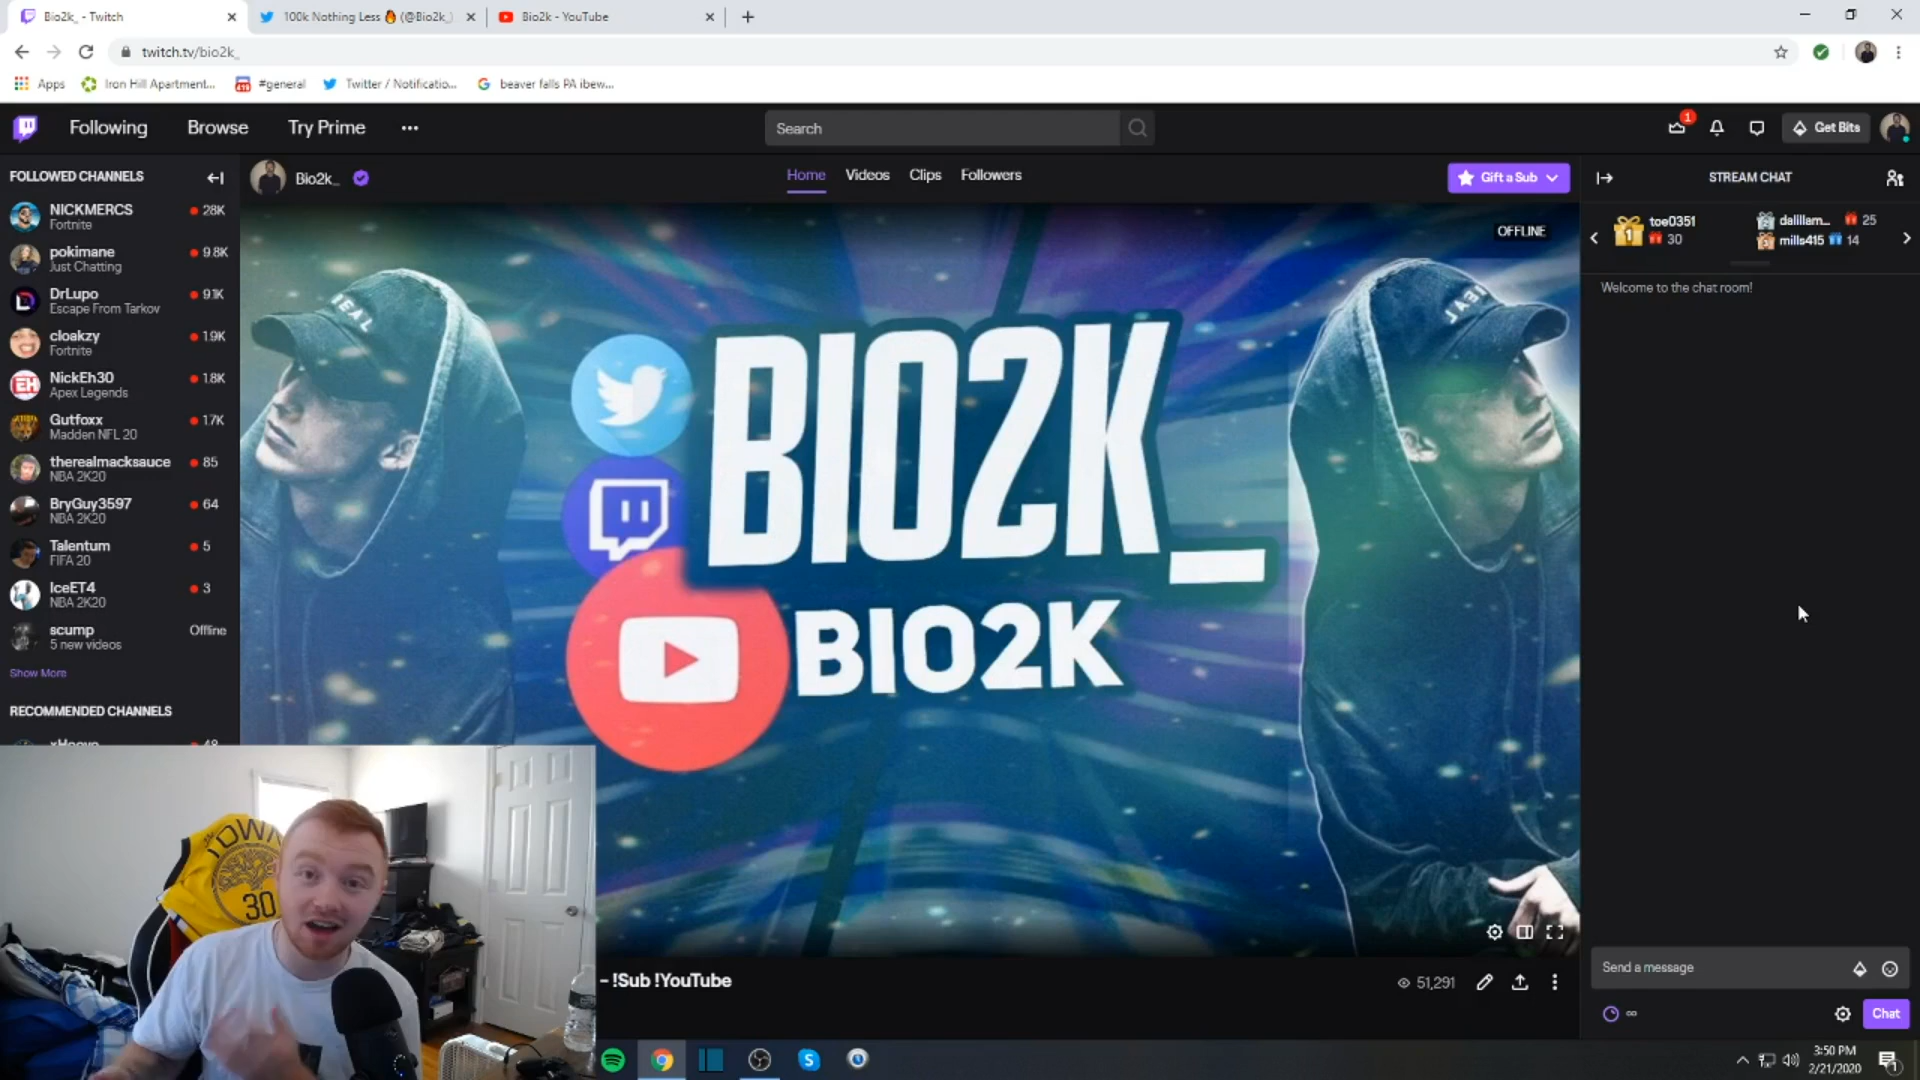 Bio2k_ - Twitch
100k Nothing Less 🔥 (@Bio2k_)
Bio2k - YouTube
twitch.tv/bio2k_
Apps
Iron Hill Apartment...
#general
Twitter / Notificatio...
beaver falls PA ibew...
Following
Browse
Try Prime
Search
1
Get Bits
FOLLOWED CHANNELS
Bio2k_
Home
Videos
Clips
Followers
Gift a Sub
STREAM CHAT
NICKMERCS
28K
Fortnite
pokimane
9.8K
Just Chatting
DrLupo
9.1K
Escape From Tarkov
cloakzy
1.9K
Fortnite
NickEh30
1.8K
Apex Legends
Gutfoxx
1.7K
Madden NFL 20
therealmacksauce
85
NBA 2K20
BryGuy3597
64
NBA 2K20
Talentum
5
FIFA 20
IceET4
3
NBA 2K20
scump
Offline
5 new videos
Show More
RECOMMENDED CHANNELS
OFFLINE
BIO2K_
BIO2K
1
toe0351
30
dalillam...
25
mills415
14
Welcome to the chat room!
30
- !Sub !YouTube
51,291
Send a message
Chat
3:50 PM
2/21/2020
1